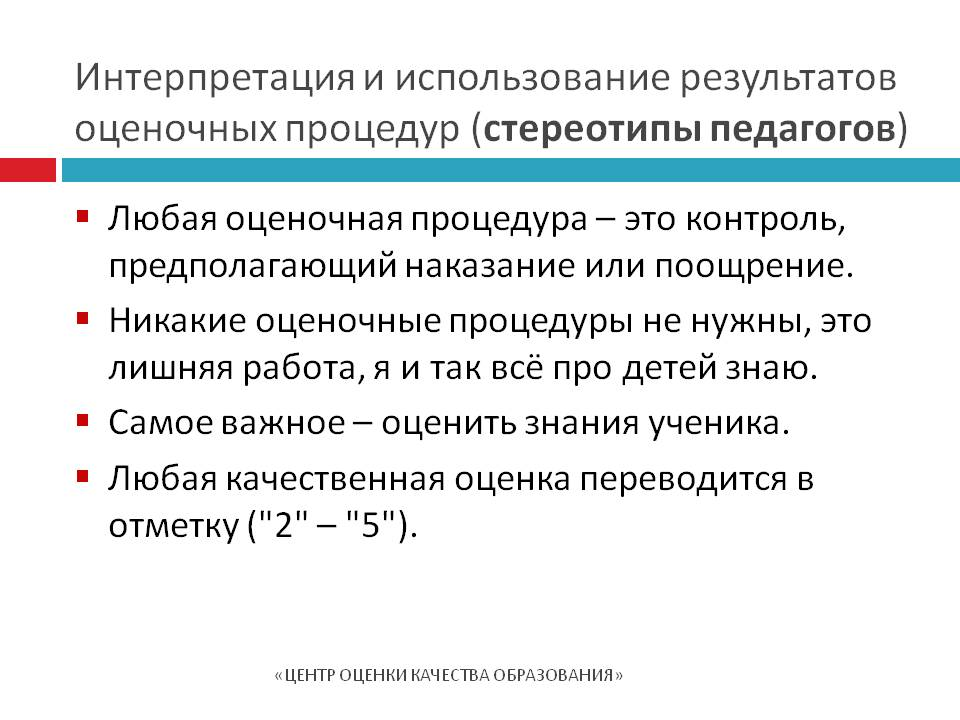 Интерпретация и использование результатов
оценочных процедур (стереотипы педагогов)
Любая оценочная процедура – это контроль,
предполагающий наказание или поощрение.
Никакие оценочные процедуры не нужны, это
лишняя работа, я и так всё про детей знаю.
Самое важное – оценить знания ученика.
Любая качественная оценка переводится в
отметку ("2" – "5").
«ЦЕНТР ОЦЕНКИ КАЧЕСТВА ОБРАЗОВАНИЯ»